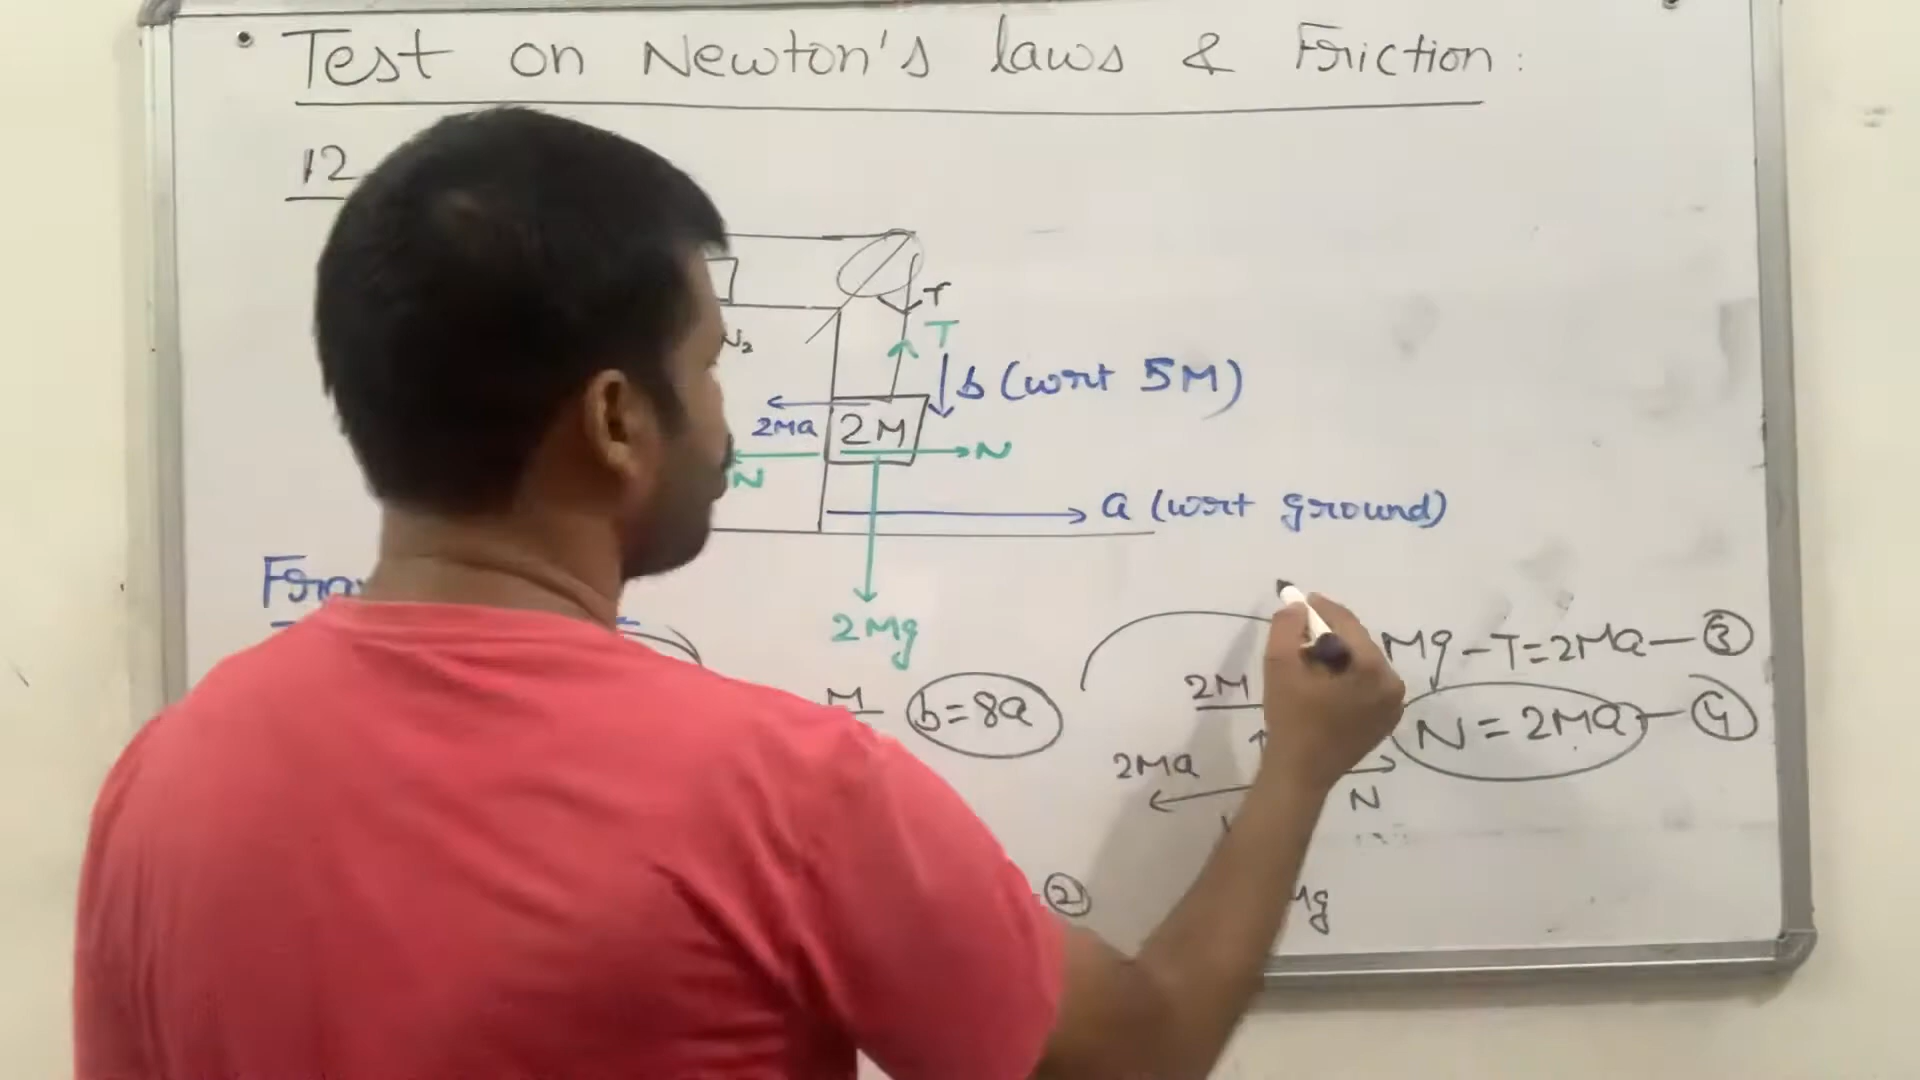 • Test on Newton's laws & Friction:
12
T
T
N₂
b (wrt 5M)
2Ma
2M
N
N
a (wrt ground)
2Mg
Mg-T=2Ma-③
M
b=8a
2M
N=2Ma-④
2Ma
N
②
Mg